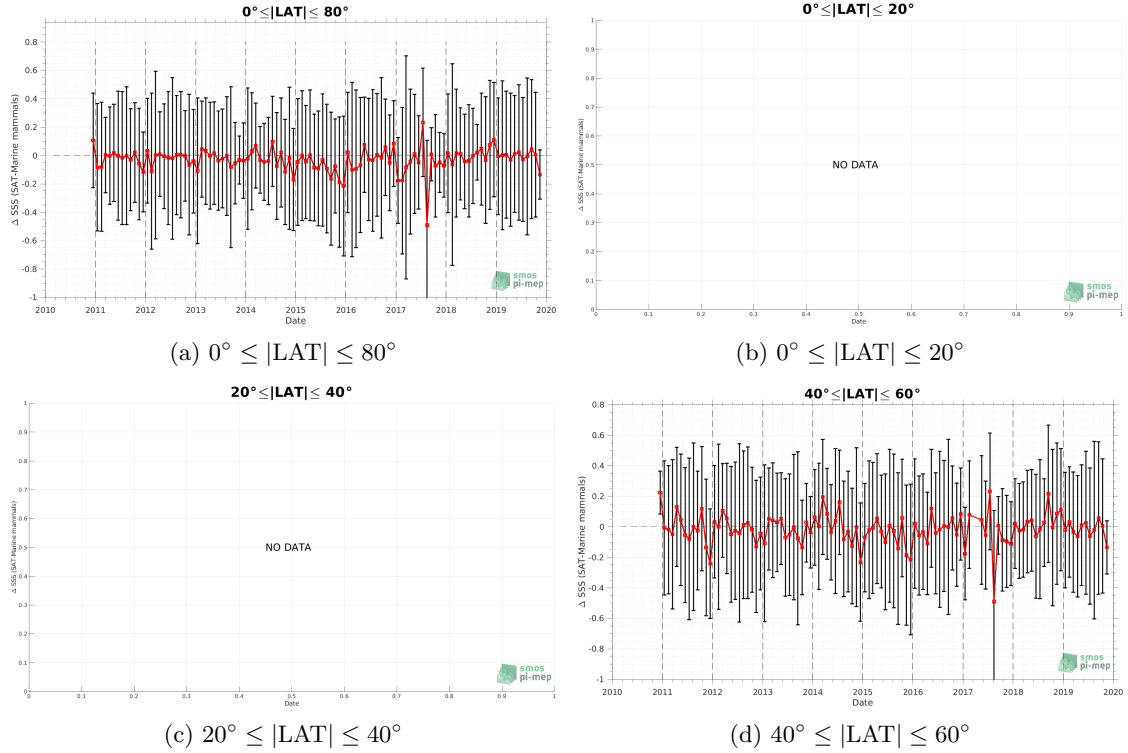 0°≤|LAT|≤ 80°
Δ SSS (SAT-Marine mammals)
0.8
0.6
0.4
0.2
0
-0.2
-0.4
-0.6
-0.8
-1
2010 2011 2012 2013 2014 2015 2016 2017 2018 2019 2020
Date
smos
pi-mep
(a) 0° ≤ |LAT| ≤ 80°
0°≤|LAT|≤ 20°
Δ SSS (SAT-Marine mammals)
1
0.9
0.8
0.7
0.6
0.5
0.4
0.3
0.2
0.1
0
NO DATA
0 0.1 0.2 0.3 0.4 0.5 0.6 0.7 0.8 0.9 1
Date
smos
pi-mep
(b) 0° ≤ |LAT| ≤ 20°
20°≤|LAT|≤ 40°
Δ SSS (SAT-Marine mammals)
1
0.9
0.8
0.7
0.6
0.5
0.4
0.3
0.2
0.1
0
NO DATA
0 0.1 0.2 0.3 0.4 0.5 0.6 0.7 0.8 0.9 1
Date
smos
pi-mep
(c) 20° ≤ |LAT| ≤ 40°
40°≤|LAT|≤ 60°
Δ SSS (SAT-Marine mammals)
0.8
0.6
0.4
0.2
0
-0.2
-0.4
-0.6
-0.8
-1
2010 2011 2012 2013 2014 2015 2016 2017 2018 2019 2020
Date
smos
pi-mep
(d) 40° ≤ |LAT| ≤ 60°